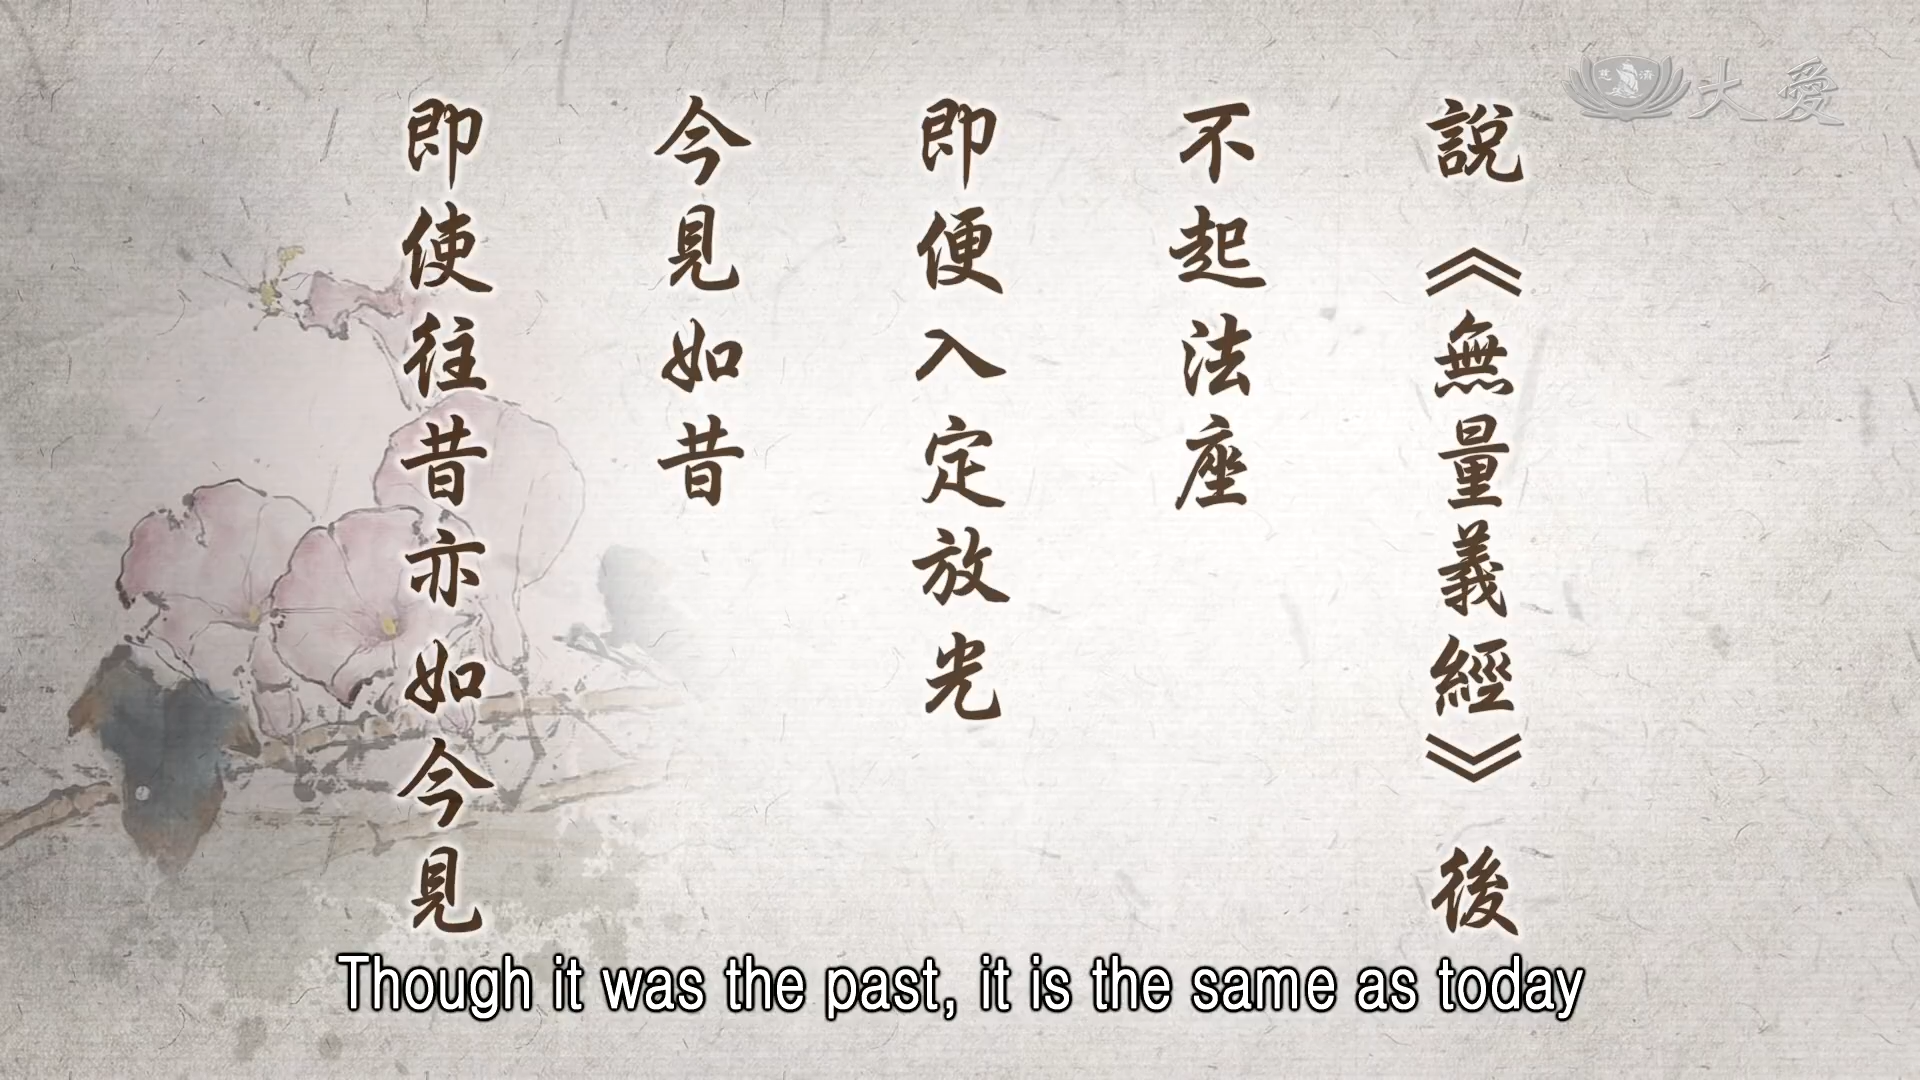 說《無量義經》後
不起法座
即便入定放光
今見如昔
即使往昔亦如今見
Though it was the past, it is the same as today
慈濟
大愛